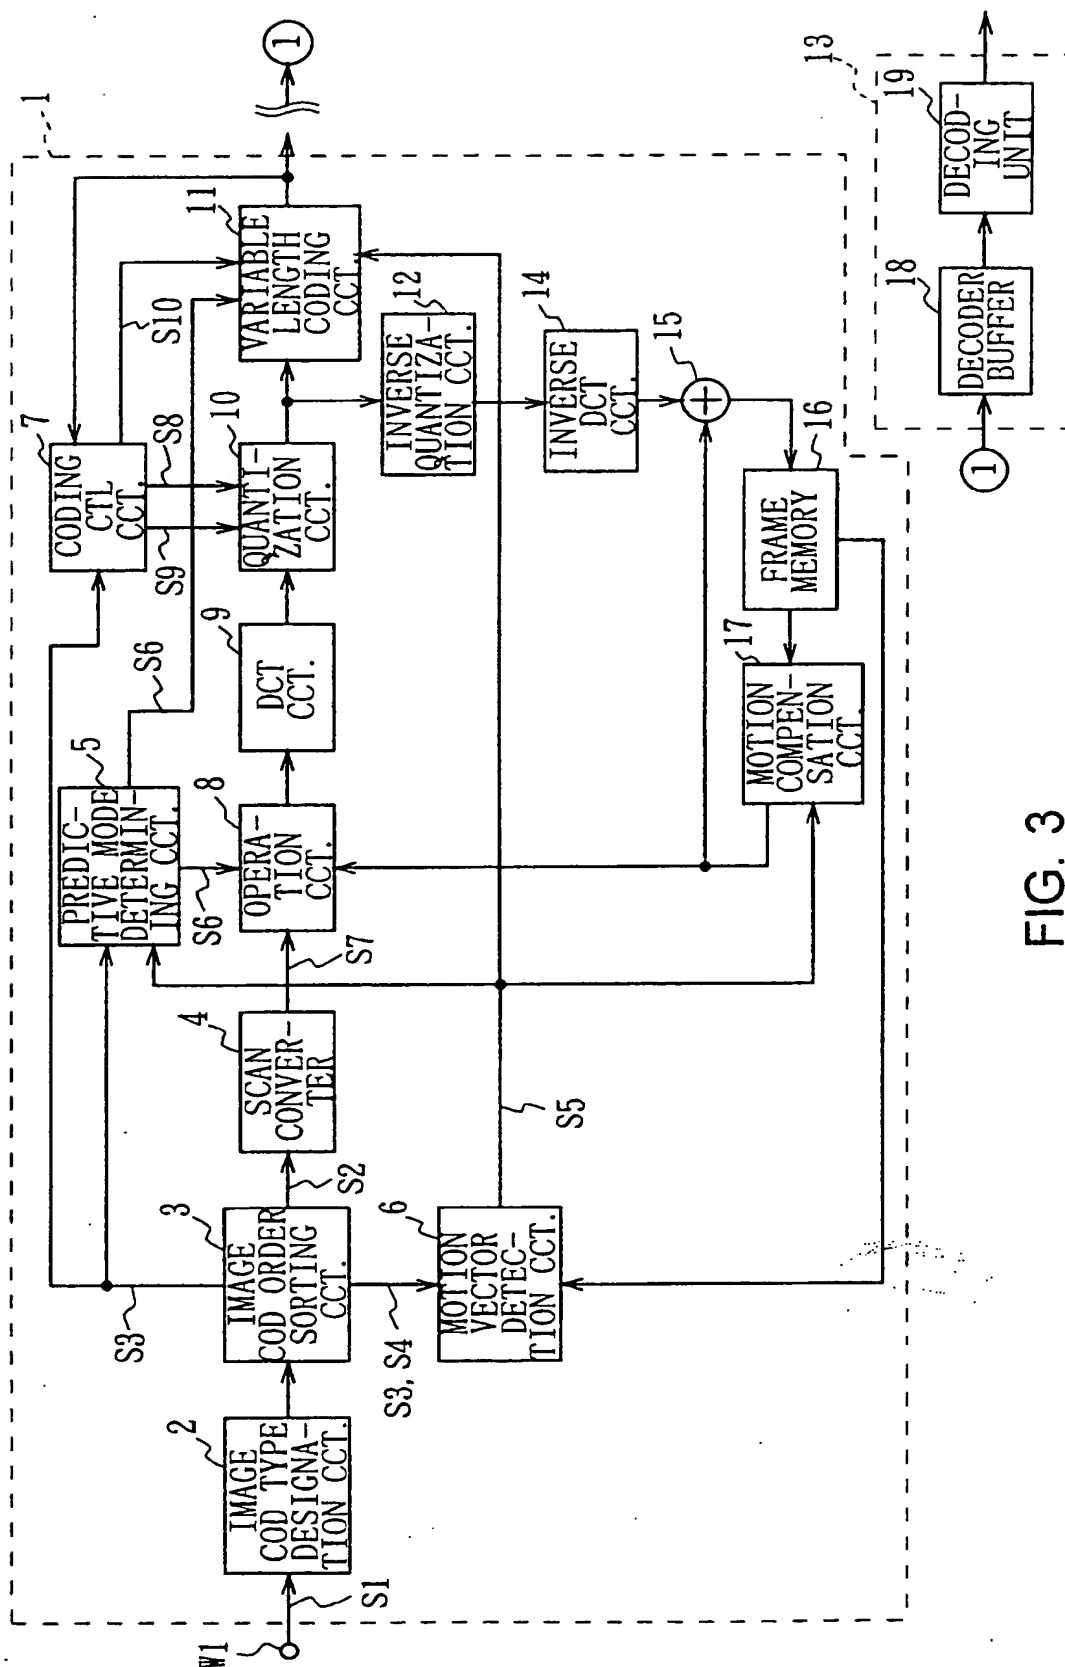 1
1
7
CODING
CTL
CCT.
S10
S8
S9
S6
5
PREDIC-
TIVE MODE
DETERMIN-
ING CCT.
S6
S3
W1
S1
2
IMAGE
COD TYPE
DESIGNA-
TION CCT.
3
IMAGE
COD ORDER
SORTING
CCT.
S2
4
SCAN
CONVER-
TER
S7
8
OPERA-
TION
CCT.
9
DCT
CCT.
10
QUANTI-
ZATION
CCT.
11
VARIABLE
LENGTH
CODING
CCT
S3, S4
6
MOTION
VECTOR
DETEC-
TION CCT.
S5
12
INVERSE
QUANTIZA-
TION CCT.
14
INVERSE
DCT
CCT.
15
16
FRAME
MEMORY
17
MOTION
COMPEN-
SATION
CCT.
13
1
18
DECODER
BUFFER
19
DECOD-
ING
UNIT
FIG. 3